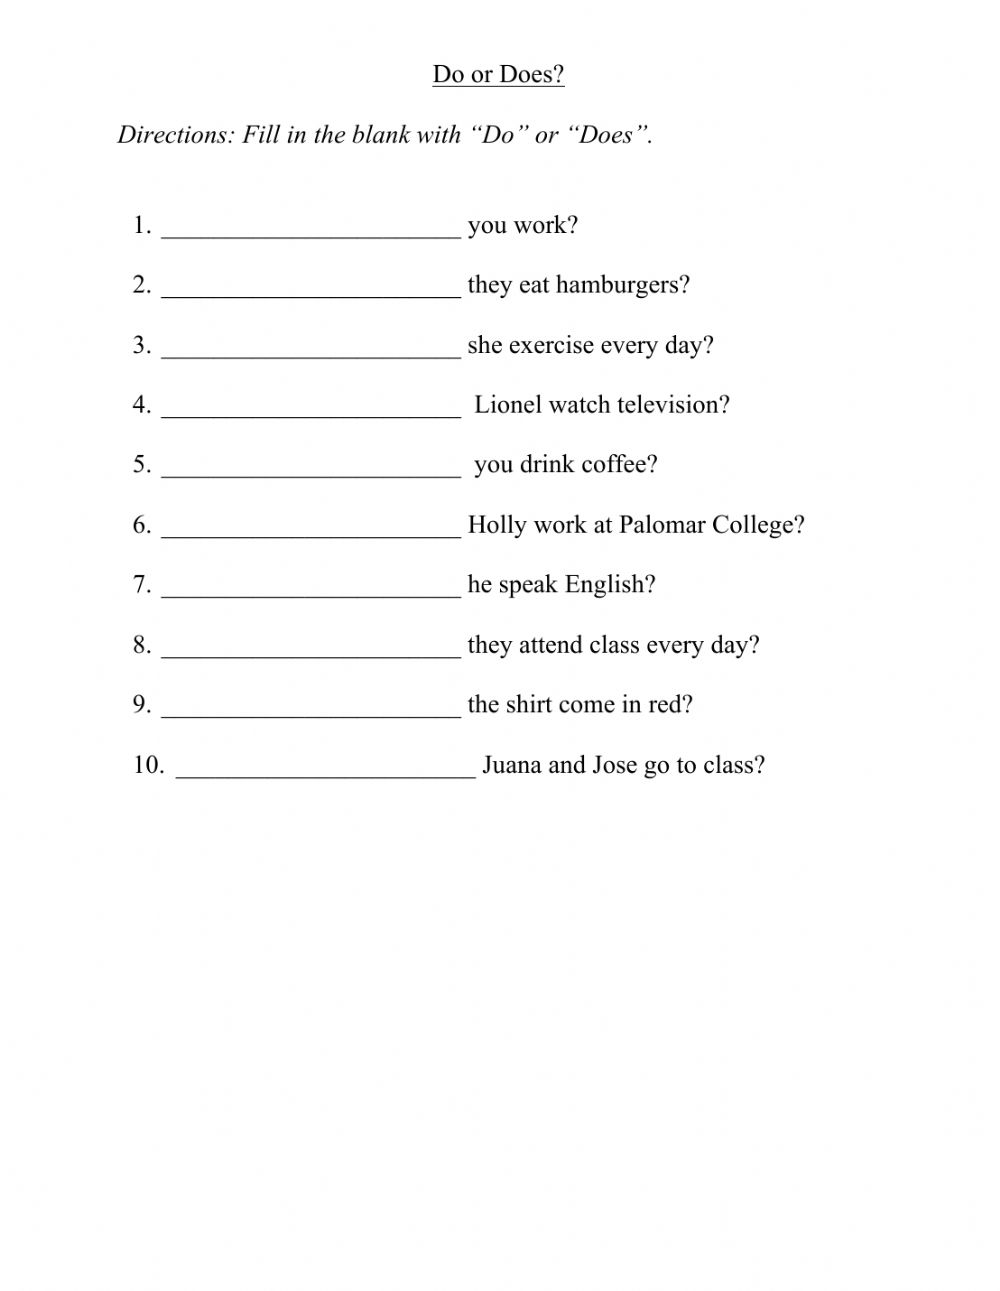 Do or Does?
Directions: Fill in the blank with “Do” or “Does”.
1. _______________________ you work?
2. _______________________ they eat hamburgers?
3. _______________________ she exercise every day?
4. _______________________ Lionel watch television?
5. _______________________ you drink coffee?
6. _______________________ Holly work at Palomar College?
7. _______________________ he speak English?
8. _______________________ they attend class every day?
9. _______________________ the shirt come in red?
10. _______________________ Juana and Jose go to class?